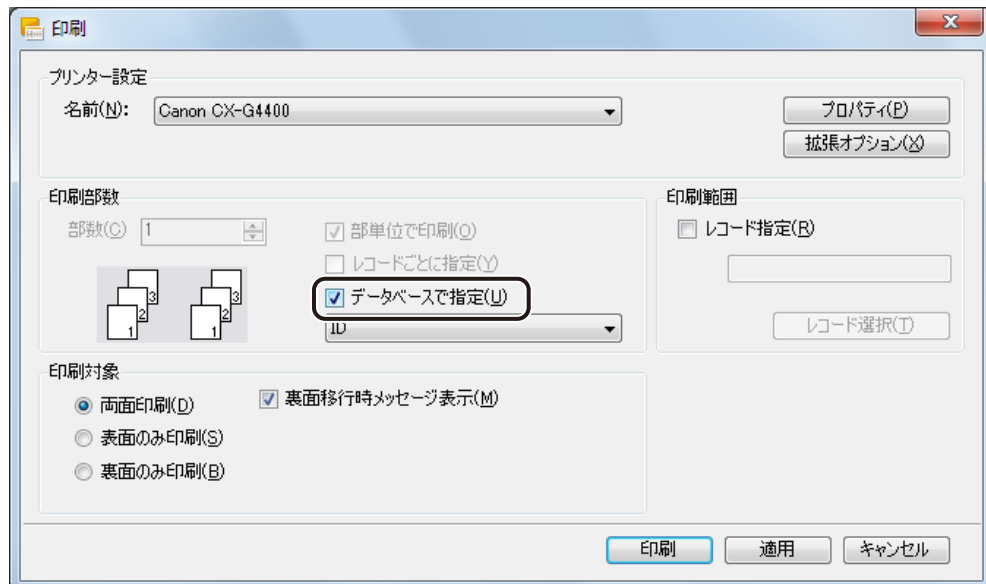 印刷
プリンター設定
名前(N): Canon CX-G4400 プロパティ(P)
拡張オプション(X)
印刷部数 印刷範囲
部数(C) 1 部単位で印刷(O) レコード指定(R)
レコードごとに指定(Y)
データベースで指定(U)
3 3
2 2
1 1
ID レコード選択(T)
印刷対象
両面印刷(D) 裏面移行時メッセージ表示(M)
表面のみ印刷(S)
裏面のみ印刷(B)
印刷 適用 キャンセル